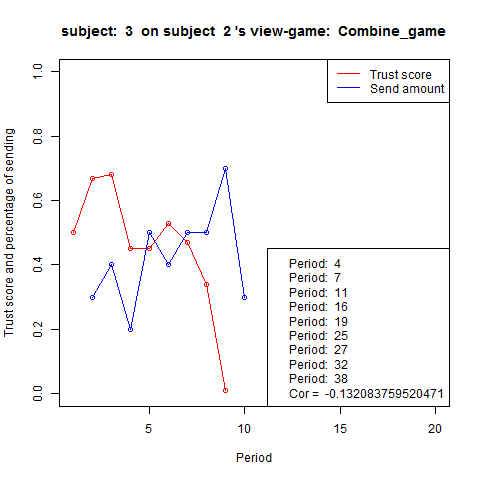 subject:  3  on subject  2 's view-game:  Combine_game
Trust score
Send amount
Trust score and percentage of sending
1.0
0.8
0.6
0.4
0.2
0.0
Period:  4
Period:  7
Period:  11
Period:  16
Period:  19
Period:  25
Period:  27
Period:  32
Period:  38
Cor =  -0.132083759520471
5
10
15
20
Period